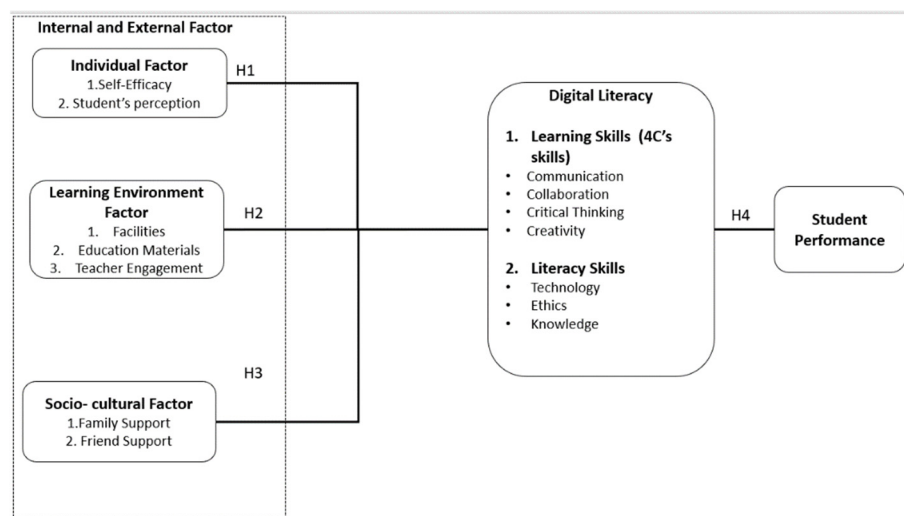 Internal and External Factor
Individual Factor
1.Self-Efficacy
2. Student's perception
H1
Learning Environment
Factor
1. Facilities
2. Education Materials
3. Teacher Engagement
H2
Socio- cultural Factor
1.Family Support
2. Friend Support
H3
Digital Literacy
1. Learning Skills (4C's
skills)
• Communication
• Collaboration
• Critical Thinking
• Creativity
2. Literacy Skills
• Technology
• Ethics
• Knowledge
H4
Student
Performance